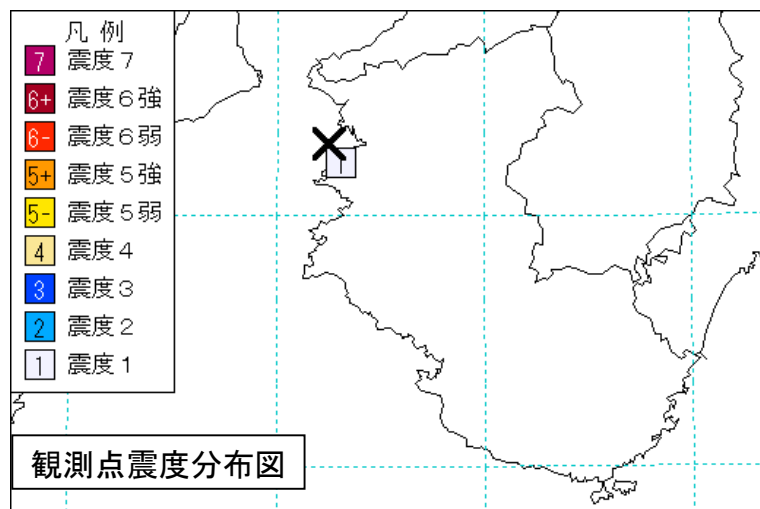 凡例
7 震度７
6+ 震度６強
6- 震度６弱
5+ 震度５強
5- 震度５弱
4 震度４
3 震度３
2 震度２
1 震度１
1
観測点震度分布図